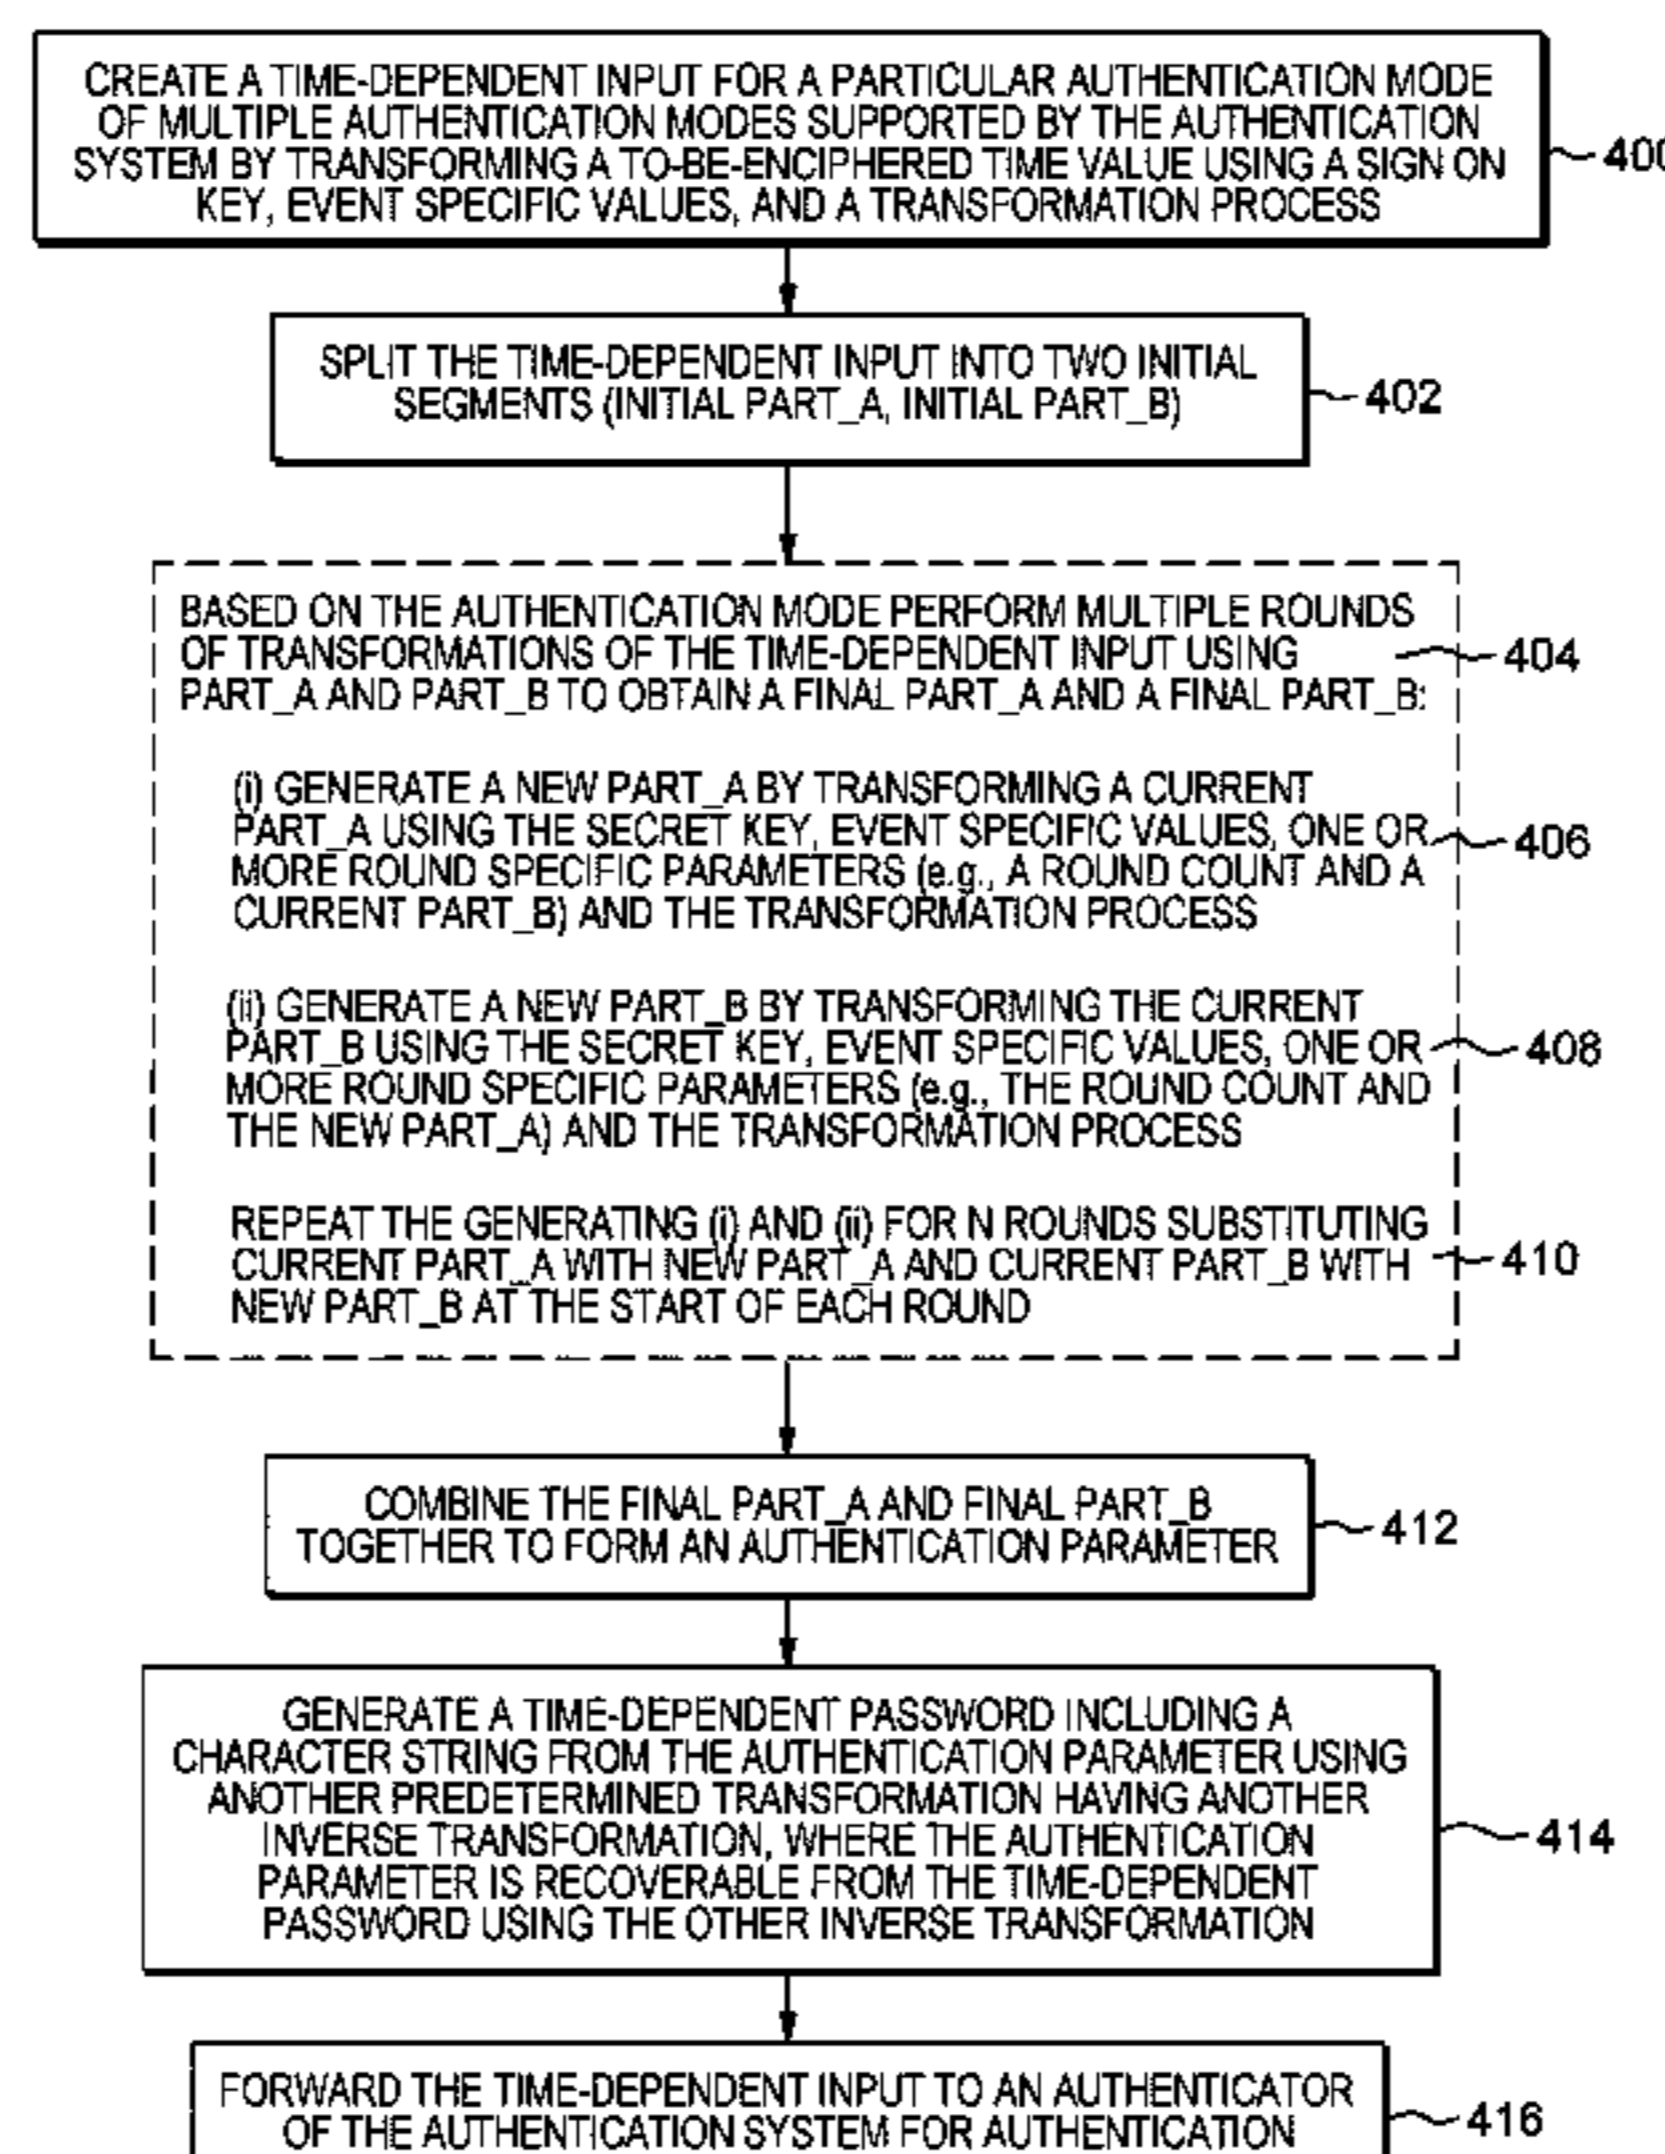 CREATE A TIME-DEPENDENT INPUT FOR A PARTICULAR AUTHENTICATION MODE
OF MULTIPLE AUTHENTICATION MODES SUPPORTED BY THE AUTHENTICATION
SYSTEM BY TRANSFORMING A TO-BE-ENCIPHERED TIME VALUE USING A SIGN ON
KEY, EVENT SPECIFIC VALUES, AND A TRANSFORMATION PROCESS
400
SPLIT THE TIME-DEPENDENT INPUT INTO TWO INITIAL
SEGMENTS (INITIAL PART_A, INITIAL PART_B)
402
BASED ON THE AUTHENTICATION MODE PERFORM MULTIPLE ROUNDS
OF TRANSFORMATIONS OF THE TIME-DEPENDENT INPUT USING
PART_A AND PART_B TO OBTAIN A FINAL PART_A AND A FINAL PART_B:
404
(i) GENERATE A NEW PART_A BY TRANSFORMING A CURRENT
PART_A USING THE SECRET KEY, EVENT SPECIFIC VALUES, ONE OR
MORE ROUND SPECIFIC PARAMETERS (e.g., A ROUND COUNT AND A
CURRENT PART_B) AND THE TRANSFORMATION PROCESS
406
(ii) GENERATE A NEW PART_B BY TRANSFORMING THE CURRENT
PART_B USING THE SECRET KEY, EVENT SPECIFIC VALUES, ONE OR
MORE ROUND SPECIFIC PARAMETERS (e.g., THE ROUND COUNT AND
THE NEW PART_A) AND THE TRANSFORMATION PROCESS
408
REPEAT THE GENERATING (i) AND (ii) FOR N ROUNDS SUBSTITUTING
CURRENT PART_A WITH NEW PART_A AND CURRENT PART_B WITH
NEW PART_B AT THE START OF EACH ROUND
410
COMBINE THE FINAL PART_A AND FINAL PART_B
TOGETHER TO FORM AN AUTHENTICATION PARAMETER
412
GENERATE A TIME-DEPENDENT PASSWORD INCLUDING A
CHARACTER STRING FROM THE AUTHENTICATION PARAMETER USING
ANOTHER PREDETERMINED TRANSFORMATION HAVING ANOTHER
INVERSE TRANSFORMATION, WHERE THE AUTHENTICATION
PARAMETER IS RECOVERABLE FROM THE TIME-DEPENDENT
PASSWORD USING THE OTHER INVERSE TRANSFORMATION
414
FORWARD THE TIME-DEPENDENT INPUT TO AN AUTHENTICATOR
OF THE AUTHENTICATION SYSTEM FOR AUTHENTICATION
416